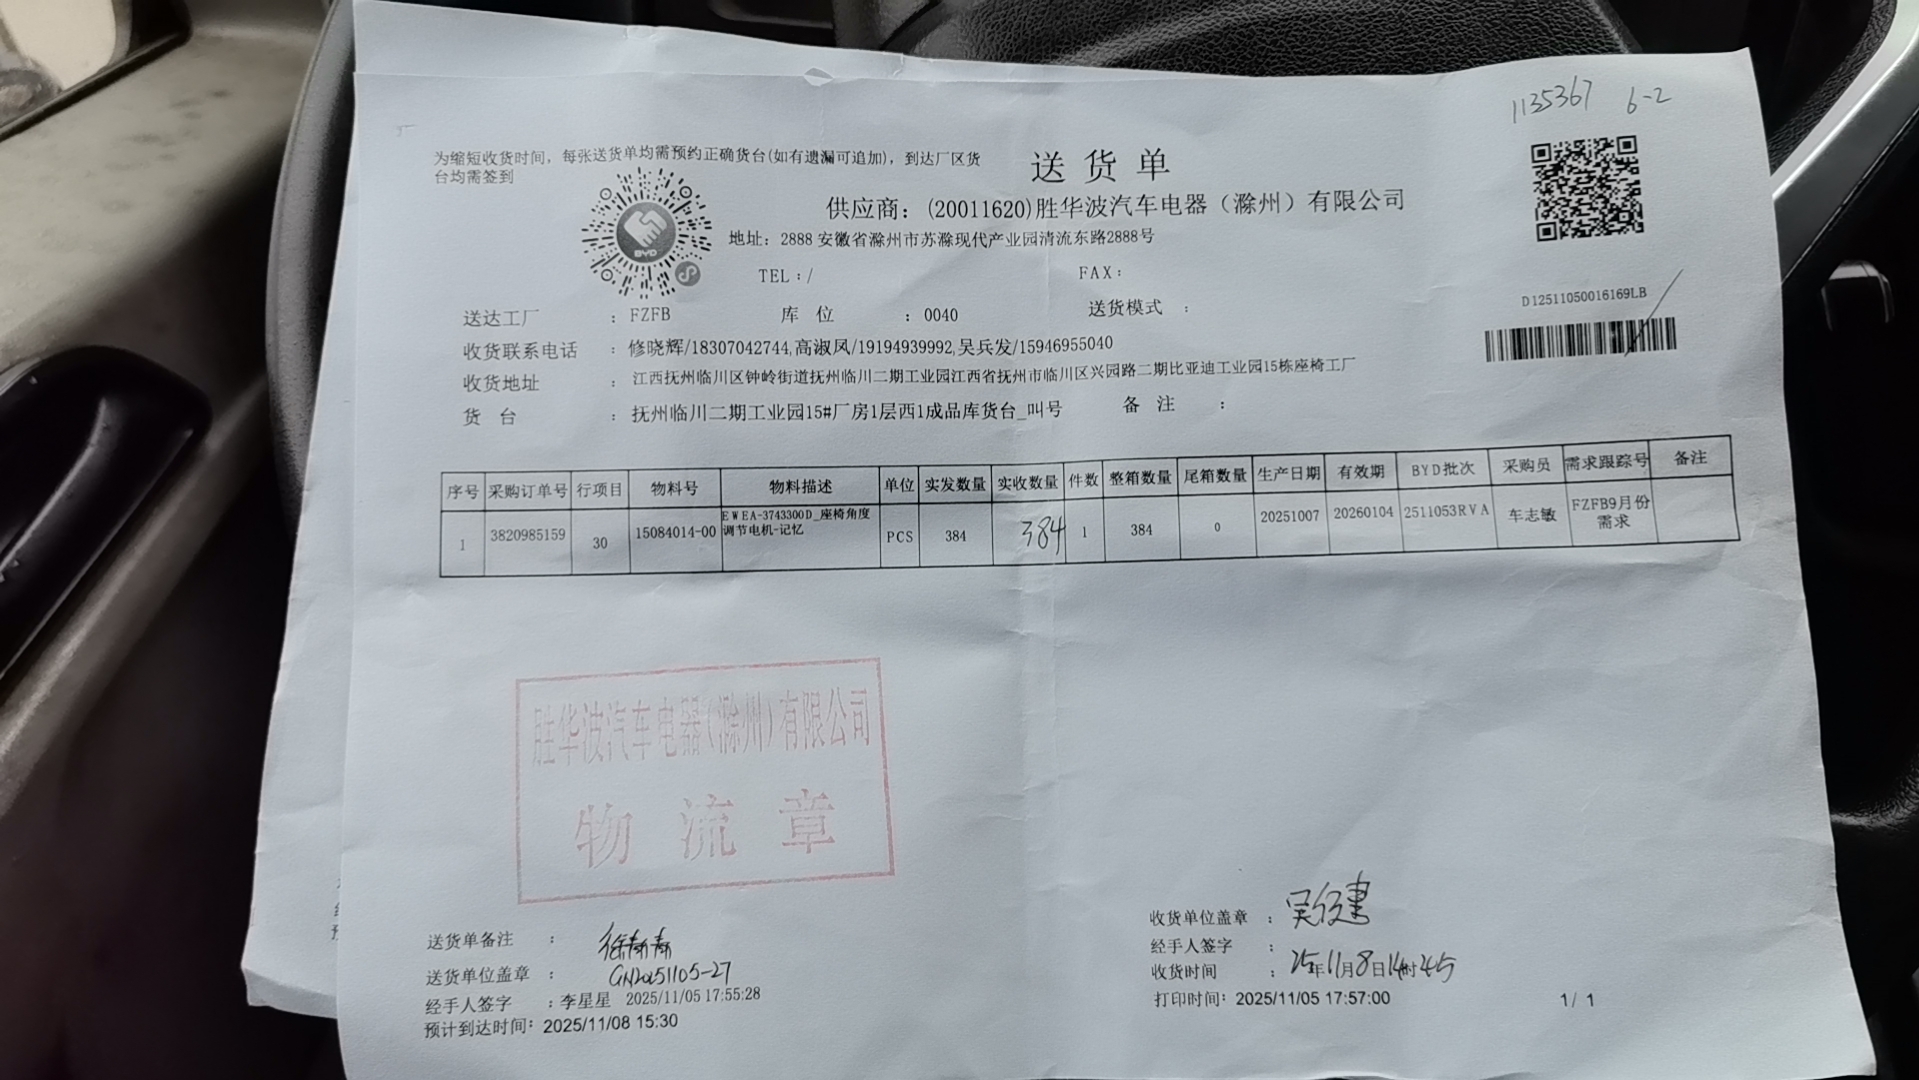 1135367 6-2
为缩短收货时间，每张送货单均需预约正确货台(如有遗漏可追加)，到达厂区货
台均需签到
送货单
供应商：(20011620)胜华波汽车电器（滁州）有限公司
地址：2888 安徽省滁州市苏滁现代产业园清流东路2888号
BYD
TEL：/ FAX：
D12511050016169LB
送达工厂 ：FZFB 库 位 ：0040 送货模式 ：
收货联系电话 ：修晓辉/18307042744,高淑凤/19194939992,吴兵发/15946955040
收货地址 ：江西抚州临川区钟岭街道抚州临川二期工业园江西省抚州市临川区兴园路二期比亚迪工业园15栋座椅工厂
货 台 ：抚州临川二期工业园15#厂房1层西1成品库货台_叫号 备 注 ：
序号 采购订单号 行项目 物料号 物料描述 单位 实发数量 实收数量 件数 整箱数量 尾箱数量 生产日期 有效期 BYD批次 采购员 需求跟踪号 备注
1 3820985159 30 15084014-00 EWEA-3743300D_座椅角度调节电机-记忆 PCS 384 384 1 384 0 20251007 20260104 2511053RVA 车志敏 FZFB9月份需求
胜华波汽车电器(滁州)有限公司
物流章
送货单备注 ：
送货单位盖章 ：GN20251105-27
经手人签字 ：李星星 2025/11/05 17:55:28
预计到达时间：2025/11/08 15:30
收货单位盖章 ：
经手人签字 ：
收货时间 ：25年11月8日14时45
打印时间：2025/11/05 17:57:00
1/ 1